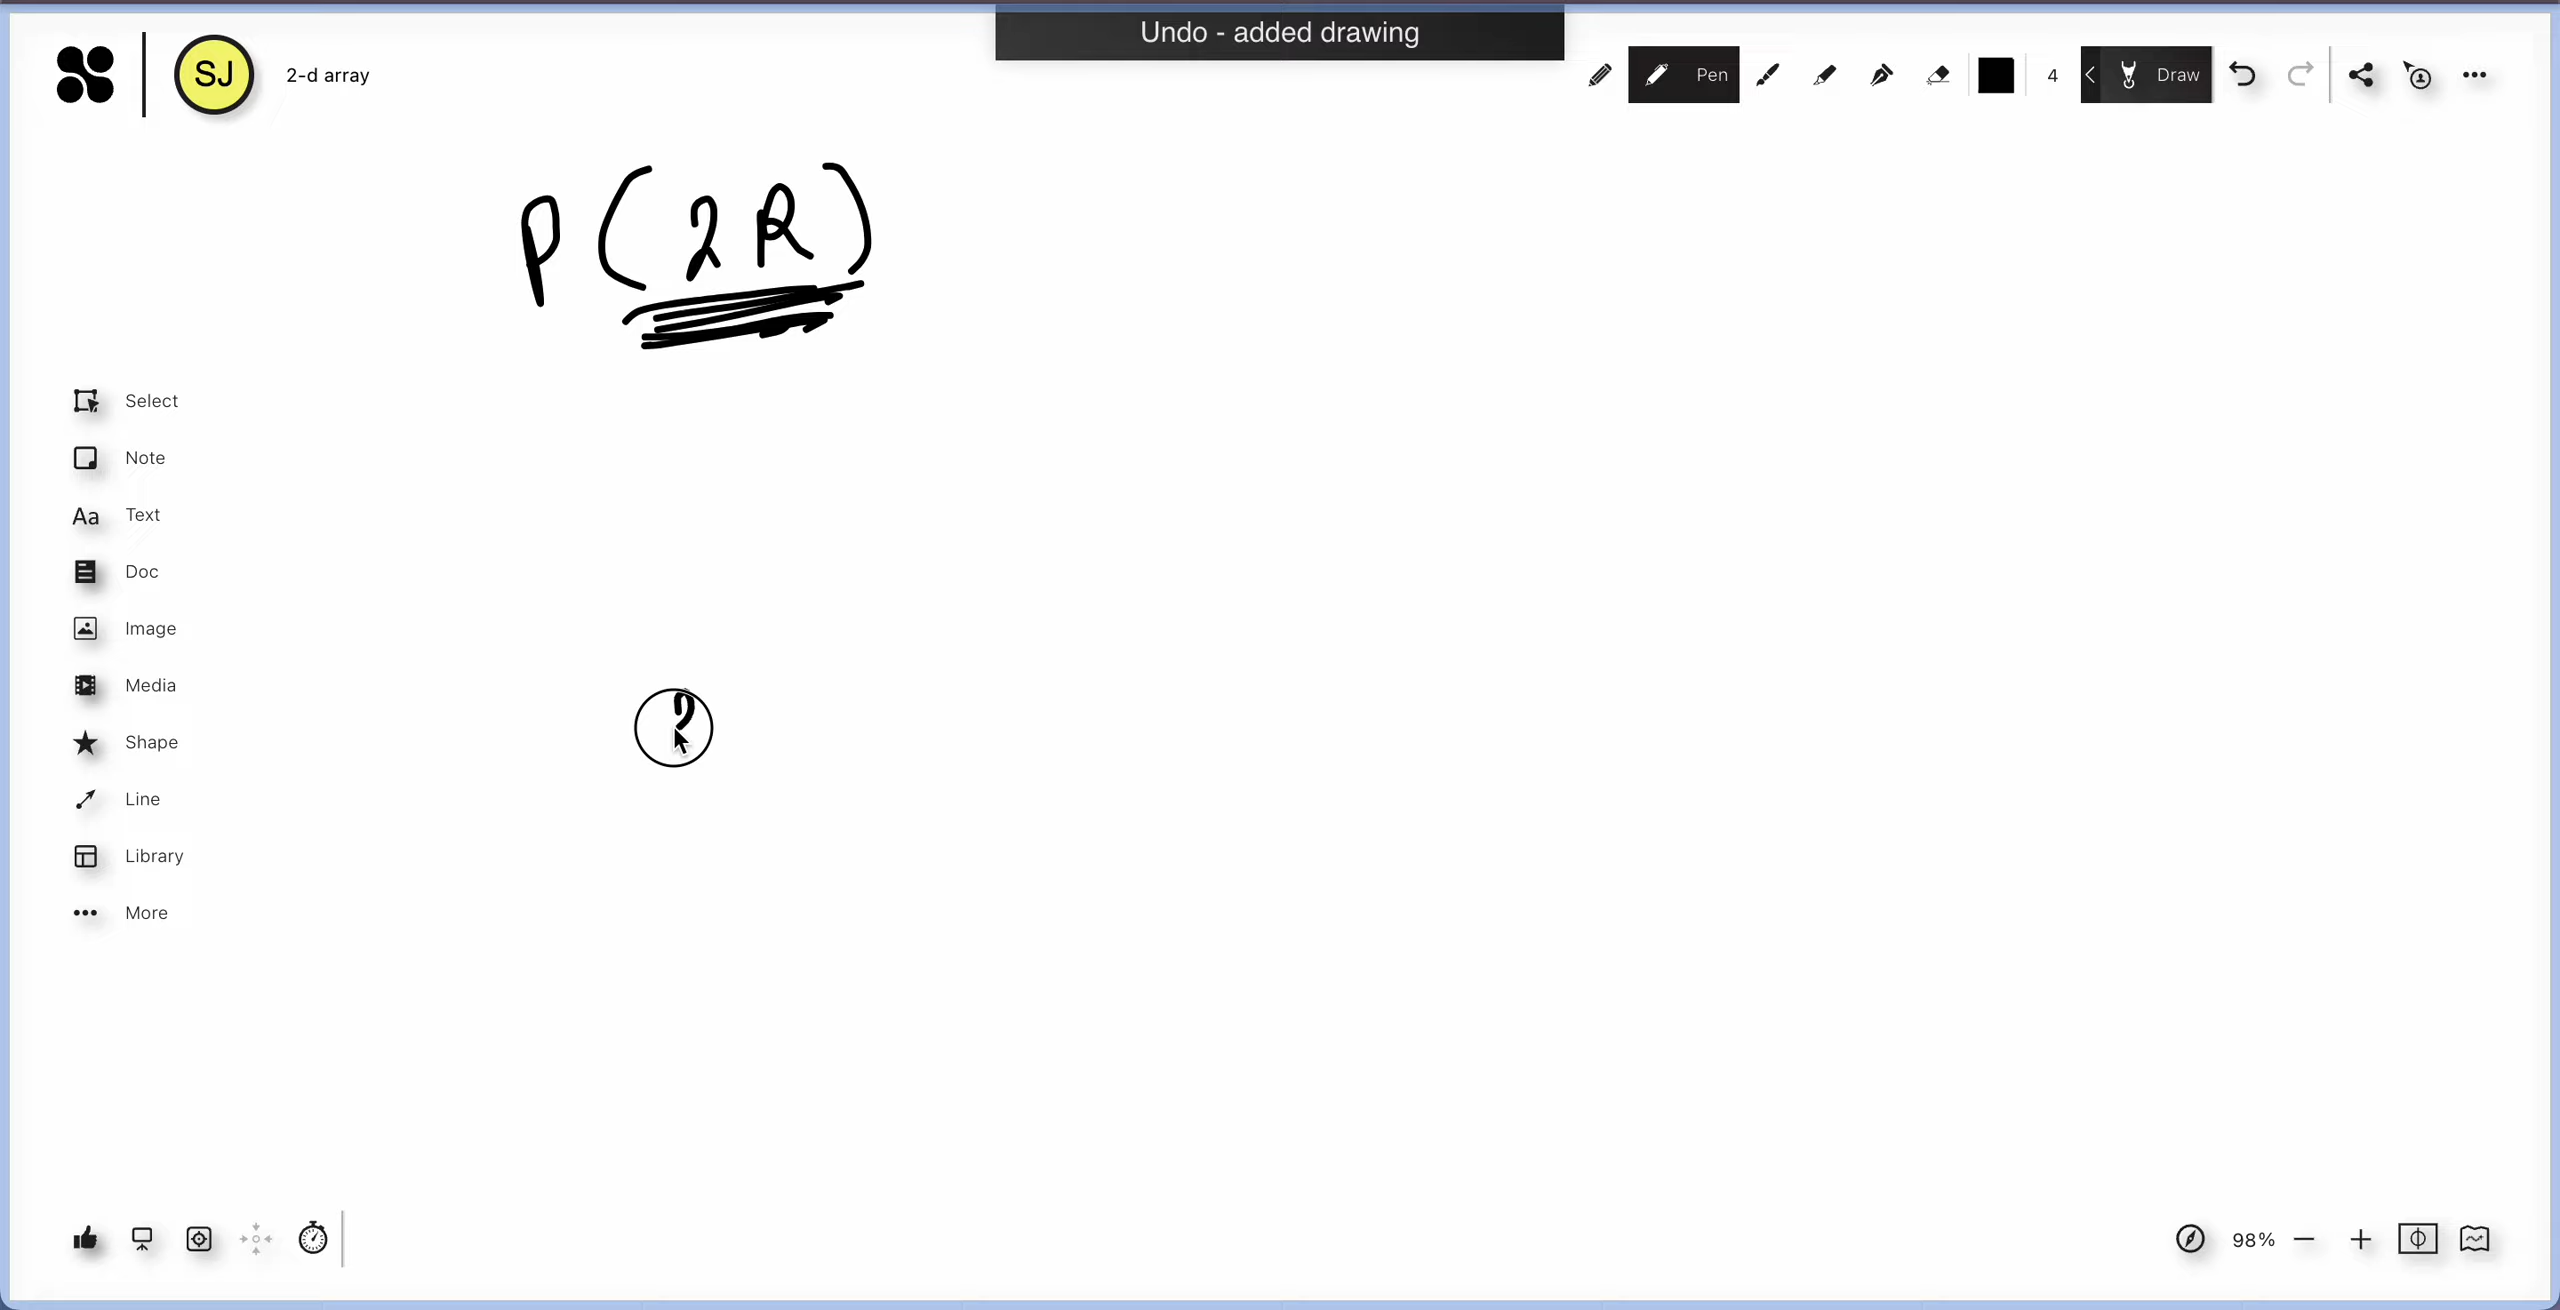 Undo - added drawing
SJ 2-d array Pen 4 Draw
P(2R)
Select
Note
Aa Text
Doc
Image
2
Media
Shape
Line
Library
More
98%